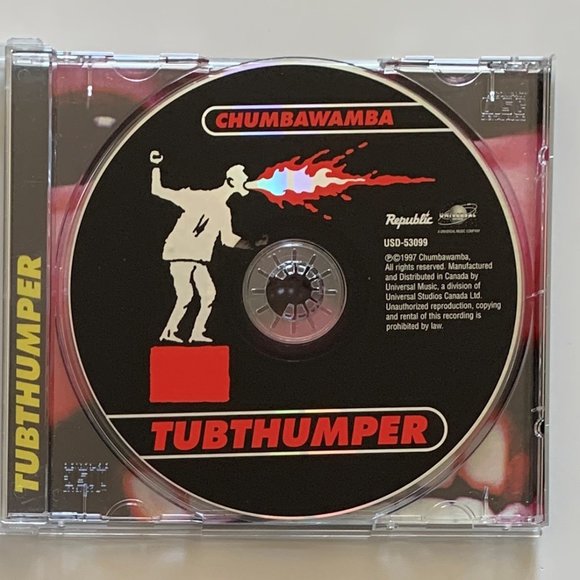 CHUMBAWAMBA
Republic
UNIVERSAL
A UNIVERSAL MUSIC COMPANY
USD-53099
℗©1997 Chumbawamba,
All rights reserved. Manufactured
and Distributed in Canada by
Universal Music, a division of
Universal Studios Canada Ltd.
Unauthorized reproduction, copying
and rental of this recording is
prohibited by law.
TUBTHUMPER
TUBTHUMPER